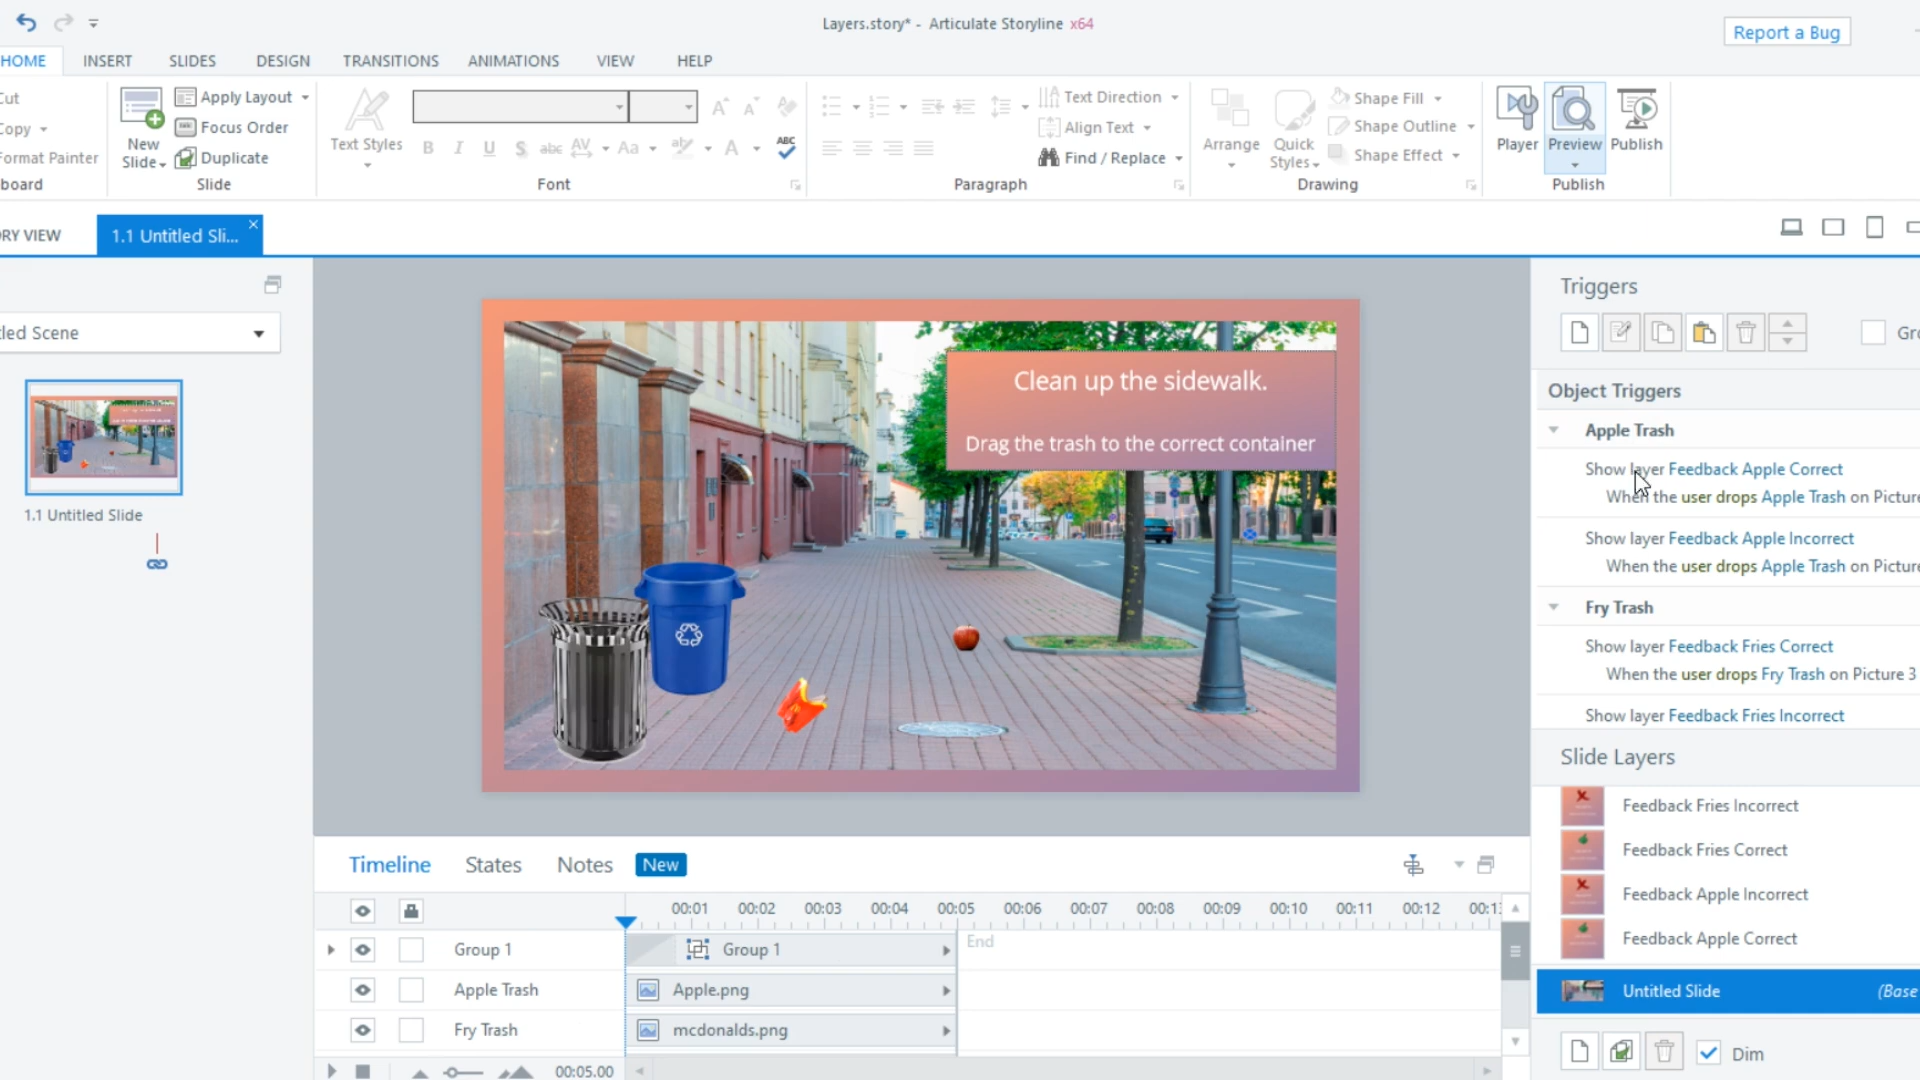 Layers.story* - Articulate Storyline x64
Report a Bug
HOME INSERT SLIDES DESIGN TRANSITIONS ANIMATIONS VIEW HELP
Cut
Copy
Format Painter
board
New Slide
Apply Layout
Focus Order
Duplicate
Slide
Text Styles
B I U S abc AV Aa ab A ABC
Font
Text Direction
Align Text
Find / Replace
Paragraph
Arrange
Quick Styles
Shape Fill
Shape Outline
Shape Effect
Drawing
Player
Preview
Publish
Publish
RY VIEW
1.1 Untitled Sli...
tled Scene
1.1 Untitled Slide
Clean up the sidewalk.
Drag the trash to the correct container
Triggers
Gro
Object Triggers
Apple Trash
Show layer Feedback Apple Correct
When the user drops Apple Trash on Picture
Show layer Feedback Apple Incorrect
When the user drops Apple Trash on Picture
Fry Trash
Show layer Feedback Fries Correct
When the user drops Fry Trash on Picture 3
Show layer Feedback Fries Incorrect
Slide Layers
Feedback Fries Incorrect
Feedback Fries Correct
Feedback Apple Incorrect
Feedback Apple Correct
Untitled Slide (Base
Dim
Timeline States Notes New
00:01 00:02 00:03 00:04 00:05 00:06 00:07 00:08 00:09 00:10 00:11 00:12 00:1
Group 1 Group 1 End
Apple Trash Apple.png
Fry Trash mcdonalds.png
00:05.00